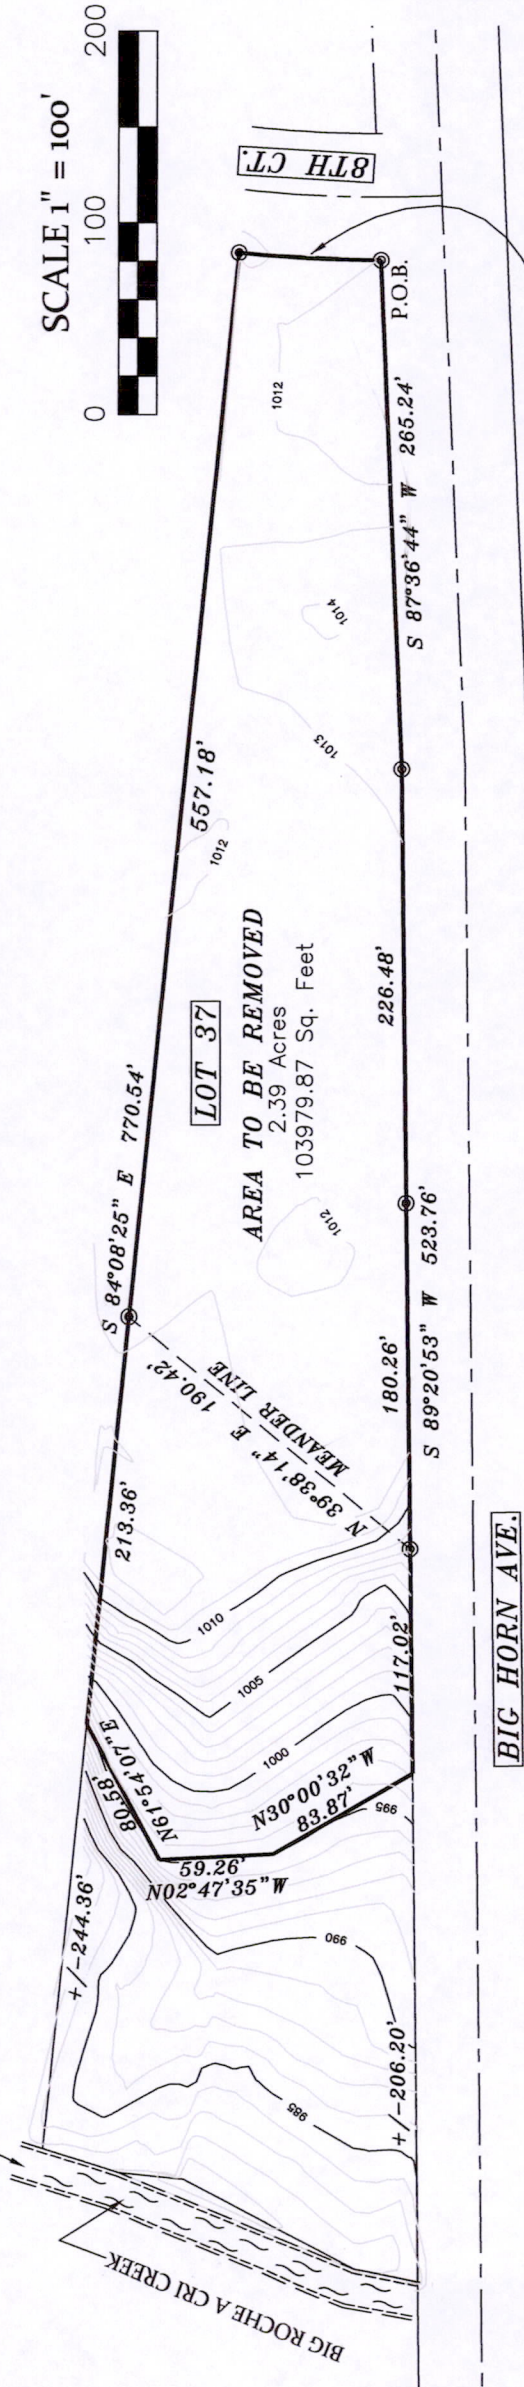 SCALE 1" = 100'
0 100 200
8TH CT.
P.O.B.
1012
S 87°36'44" W 265.24'
1014
1013
557.18'
1012
LOT 37
AREA TO BE REMOVED
2.39 Acres
103979.87 Sq. Feet
226.48'
S 84°08'25" E 770.54'
1012
N 39°38'14" E 190.42'
MEANDER LINE
180.26'
S 89°20'53" W 523.76'
213.36'
1010
1005
1000
117.02'
BIG HORN AVE.
N61°54'07"E
80.58'
N30°00'32"W
83.87'
995
59.26'
N02°47'35"W
+/-244.36'
990
985
+/-206.20'
BIG ROCHE A CRI CREEK